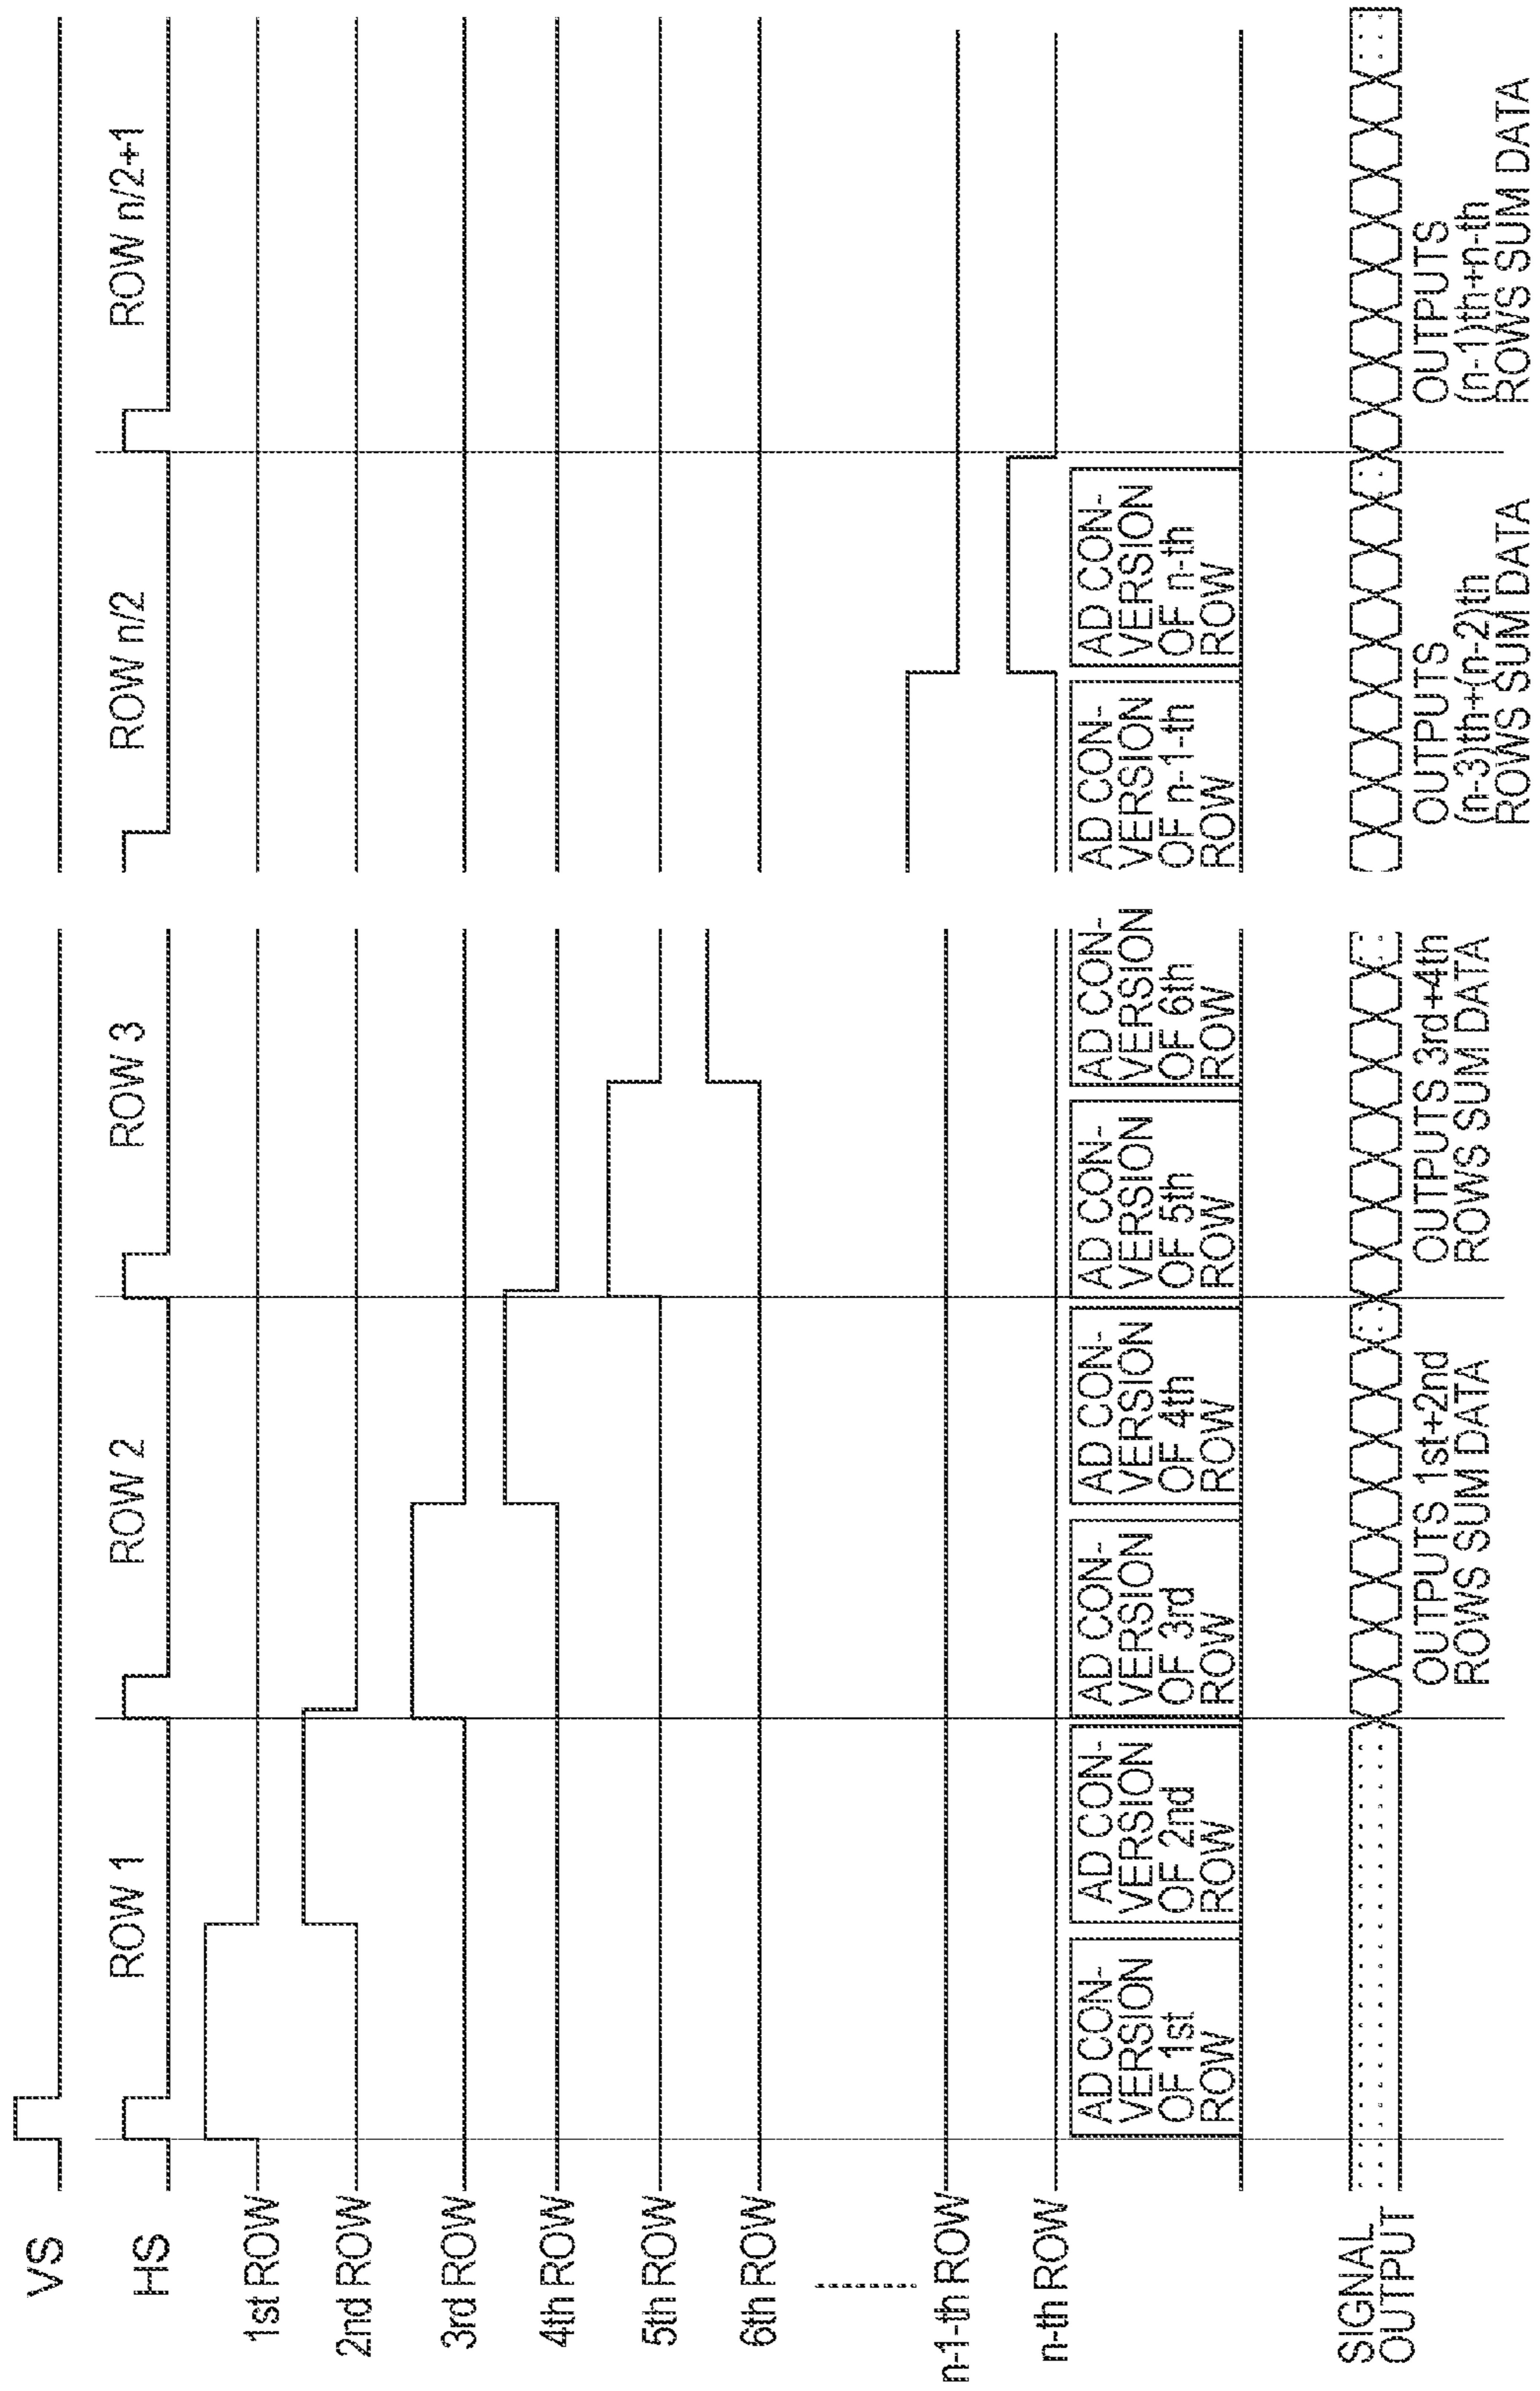 VS
HS
ROW 1
ROW 2
ROW 3
ROW n/2
ROW n/2+1
1st ROW
2nd ROW
3rd ROW
4th ROW
5th ROW
6th ROW
n-1-th ROW
n-th ROW
AD CON-
VERSION
OF 1st
ROW
AD CON-
VERSION
OF 2nd
ROW
AD CON-
VERSION
OF 3rd
ROW
AD CON-
VERSION
OF 4th
ROW
AD CON-
VERSION
OF 5th
ROW
AD CON-
VERSION
OF 6th
ROW
AD CON-
VERSION
OF n-1-th
ROW
AD CON-
VERSION
OF n-th
ROW
SIGNAL
OUTPUT
OUTPUTS 1st+2nd
ROWS SUM DATA
OUTPUTS 3rd+4th
ROWS SUM DATA
OUTPUTS
(n-3)th+(n-2)th
ROWS SUM DATA
OUTPUTS
(n-1)th+n-th
ROWS SUM DATA